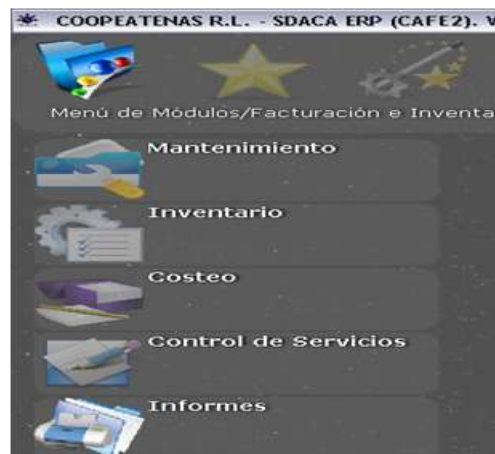 COOPEATENAS R.L. - SDACA ERP (CAFE2).
Menú de Módulos/Facturación e Inventa
Mantenimiento
Inventario
Costeo
Control de Servicios
Informes